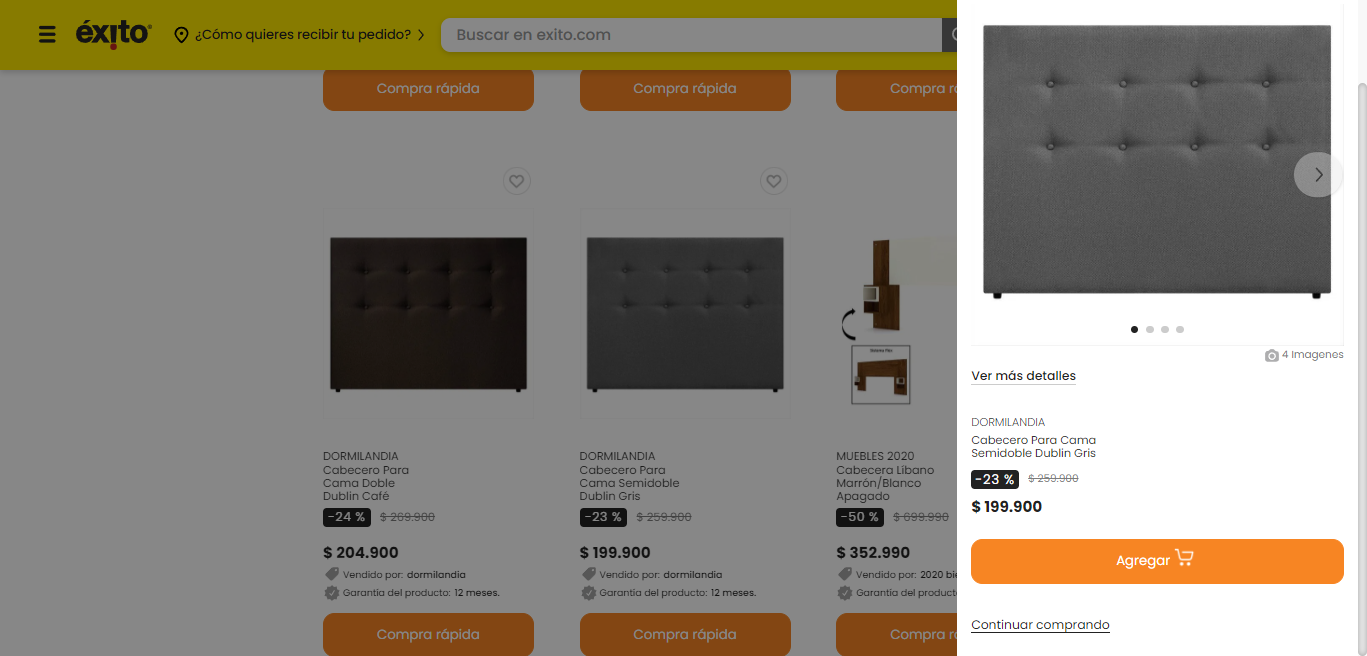 éxito
¿Cómo quieres recibir tu pedido?
Buscar en exito.com
Compra rápida
Compra rápida
Compra rá
DORMILANDIA
Cabecero Para
Cama Doble
Dublin Café
-24 % $ 269.900
$ 204.900
Vendido por: dormilandia
Garantía del producto: 12 meses.
Compra rápida
DORMILANDIA
Cabecero Para
Cama Semidoble
Dublin Gris
-23 % $ 259.900
$ 199.900
Vendido por: dormilandia
Garantía del producto: 12 meses.
Compra rápida
MUEBLES 2020
Cabecera Líbano
Marrón/Blanco
Apagado
-50 % $ 699.990
$ 352.990
Vendido por: 2020 bie
Garantía del product
Compra rá
4 Imagenes
Ver más detalles
DORMILANDIA
Cabecero Para Cama
Semidoble Dublin Gris
-23 % $ 259.900
$ 199.900
Agregar
Continuar comprando